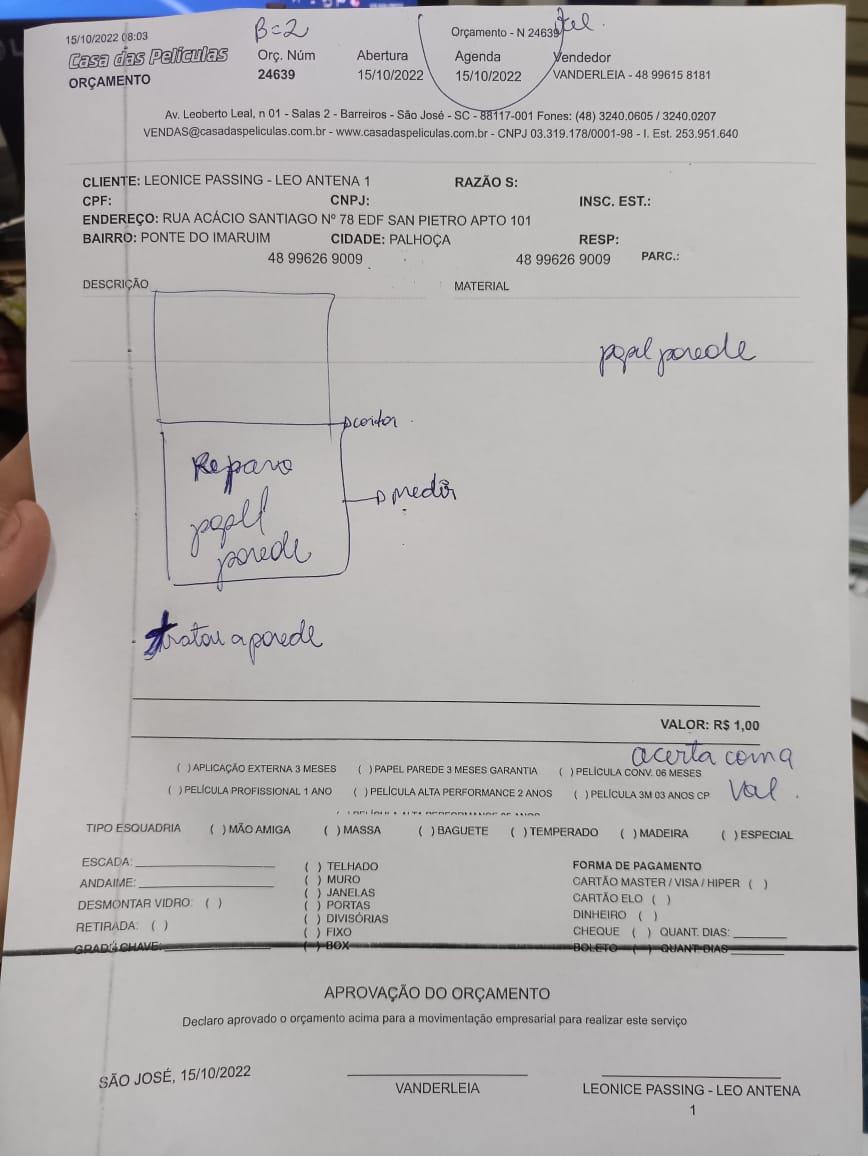 B=2
15/10/2022 08:03
Orçamento - N 24639
Casa das Películas Orç. Núm Abertura Agenda Vendedor
ORÇAMENTO 24639 15/10/2022 15/10/2022 VANDERLEIA - 48 99615 8181
Av. Leoberto Leal, n 01 - Salas 2 - Barreiros - São José - SC - 88117-001 Fones: (48) 3240.0605 / 3240.0207
VENDAS@casadaspeliculas.com.br - www.casadaspeliculas.com.br - CNPJ 03.319.178/0001-98 - I. Est. 253.951.640
CLIENTE: LEONICE PASSING - LEO ANTENA 1 RAZÃO S:
CPF: CNPJ: INSC. EST.:
ENDEREÇO: RUA ACÁCIO SANTIAGO Nº 78 EDF SAN PIETRO APTO 101
BAIRRO: PONTE DO IMARUIM CIDADE: PALHOÇA RESP:
48 99626 9009 48 99626 9009 PARC.:
DESCRIÇÃO MATERIAL
papel parede
Reparo
medir
papel
parede
tratou a parede
VALOR: R$ 1,00
acerta com a
( ) APLICAÇÃO EXTERNA 3 MESES ( ) PAPEL PAREDE 3 MESES GARANTIA ( ) PELÍCULA CONV. 06 MESES
( ) PELÍCULA PROFISSIONAL 1 ANO ( ) PELÍCULA ALTA PERFORMANCE 2 ANOS ( ) PELÍCULA 3M 03 ANOS CP
Val.
TIPO ESQUADRIA ( ) MÃO AMIGA ( ) MASSA ( ) BAGUETE ( ) TEMPERADO ( ) MADEIRA ( ) ESPECIAL
ESCADA: ( ) TELHADO FORMA DE PAGAMENTO
ANDAIME: ( ) MURO CARTÃO MASTER / VISA / HIPER ( )
( ) JANELAS CARTÃO ELO ( )
DESMONTAR VIDRO: ( ) ( ) PORTAS DINHEIRO ( )
RETIRADA: ( ) ( ) DIVISÓRIAS
( ) FIXO CHEQUE ( ) QUANT. DIAS:
GRADE CHAVE: ( ) BOX BOLETO ( ) QUANT. DIAS
APROVAÇÃO DO ORÇAMENTO
Declaro aprovado o orçamento acima para a movimentação empresarial para realizar este serviço
SÃO JOSÉ, 15/10/2022
VANDERLEIA LEONICE PASSING - LEO ANTENA
1